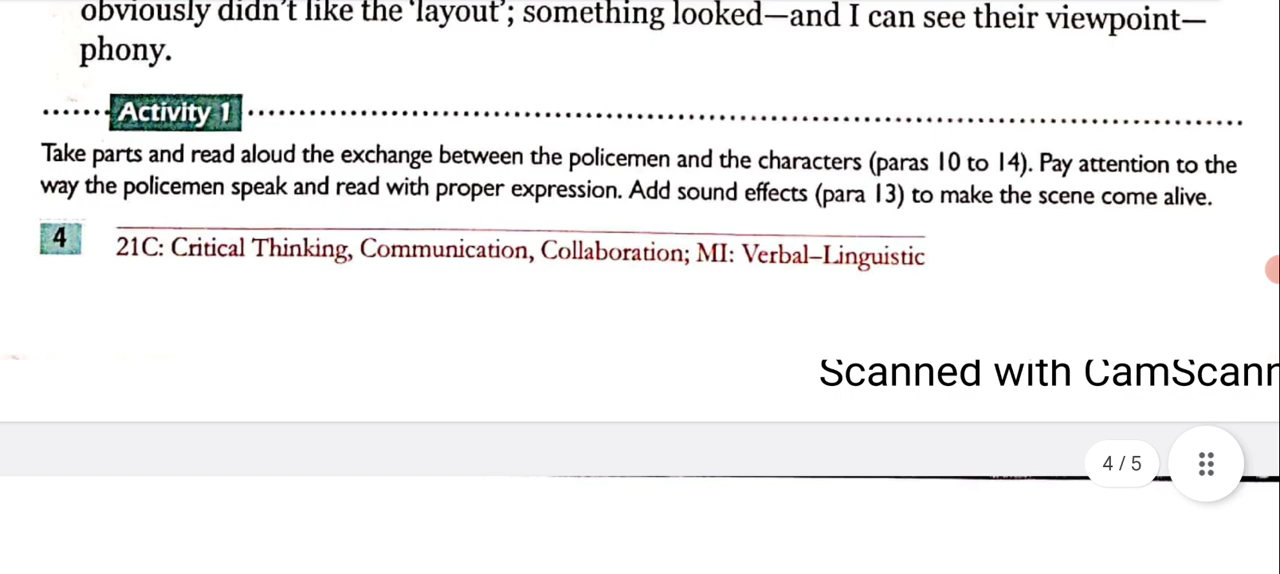 obviously didn't like the 'layout'; something looked—and I can see their viewpoint—
phony.
Activity 1
Take parts and read aloud the exchange between the policemen and the characters (paras 10 to 14). Pay attention to the
way the policemen speak and read with proper expression. Add sound effects (para 13) to make the scene come alive.
4
21C: Critical Thinking, Communication, Collaboration; MI: Verbal–Linguistic
Scanned with CamScann
4 / 5